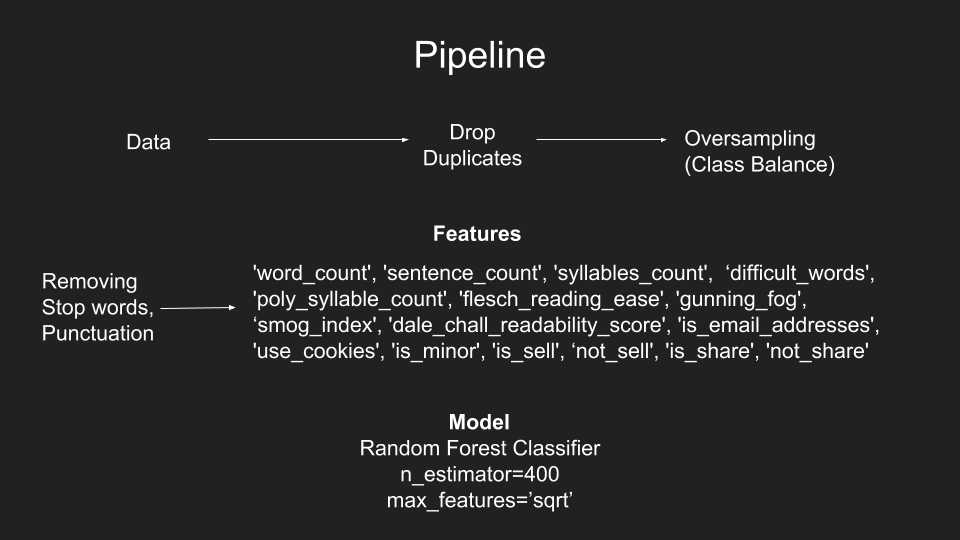 Pipeline
Data
Drop
Duplicates
Oversampling
(Class Balance)
Features
Removing
Stop words,
Punctuation
'word_count', 'sentence_count', 'syllables_count',  ‘difficult_words',
'poly_syllable_count', 'flesch_reading_ease', 'gunning_fog',
‘smog_index', 'dale_chall_readability_score', 'is_email_addresses',
'use_cookies', 'is_minor', 'is_sell', ‘not_sell', 'is_share', 'not_share'
Model
Random Forest Classifier
n_estimator=400
max_features=’sqrt’